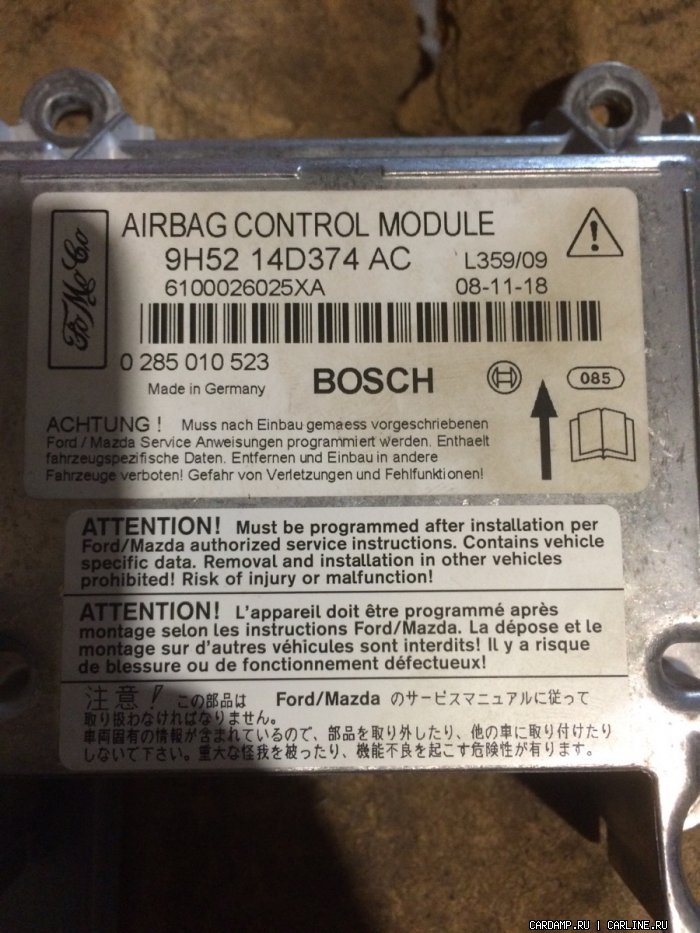 FoMoCo
AIRBAG CONTROL MODULE
9H52 14D374 AC L359/09
6100026025XA 08-11-18
0 285 010 523
Made in Germany BOSCH 085
ACHTUNG ! Muss nach Einbau gemaess vorgeschriebenen
Ford / Mazda Service Anweisungen programmiert werden. Enthaelt
fahrzeugspezifische Daten. Entfernen und Einbau in andere
Fahrzeuge verboten! Gefahr von Verletzungen und Fehlfunktionen!
ATTENTION! Must be programmed after installation per
Ford/Mazda authorized service instructions. Contains vehicle
specific data. Removal and installation in other vehicles
prohibited! Risk of injury or malfunction!
ATTENTION! L'appareil doit être programmé après
montage selon les instructions Ford/Mazda. La dépose et le
montage sur d'autres véhicules sont interdits! Il y a risque
de blessure ou de fonctionnement défectueux!
注意! この部品は Ford/Mazda のサービスマニュアルに従って
取り扱わなければなりません。
車両固有の情報が含まれているので、部品を取り外したり、他の車に取り付けたり
しないで下さい。重大な怪我を被ったり、機能不良を起こす危険性が有ります。
CARDAMP.RU | CARLINE.RU